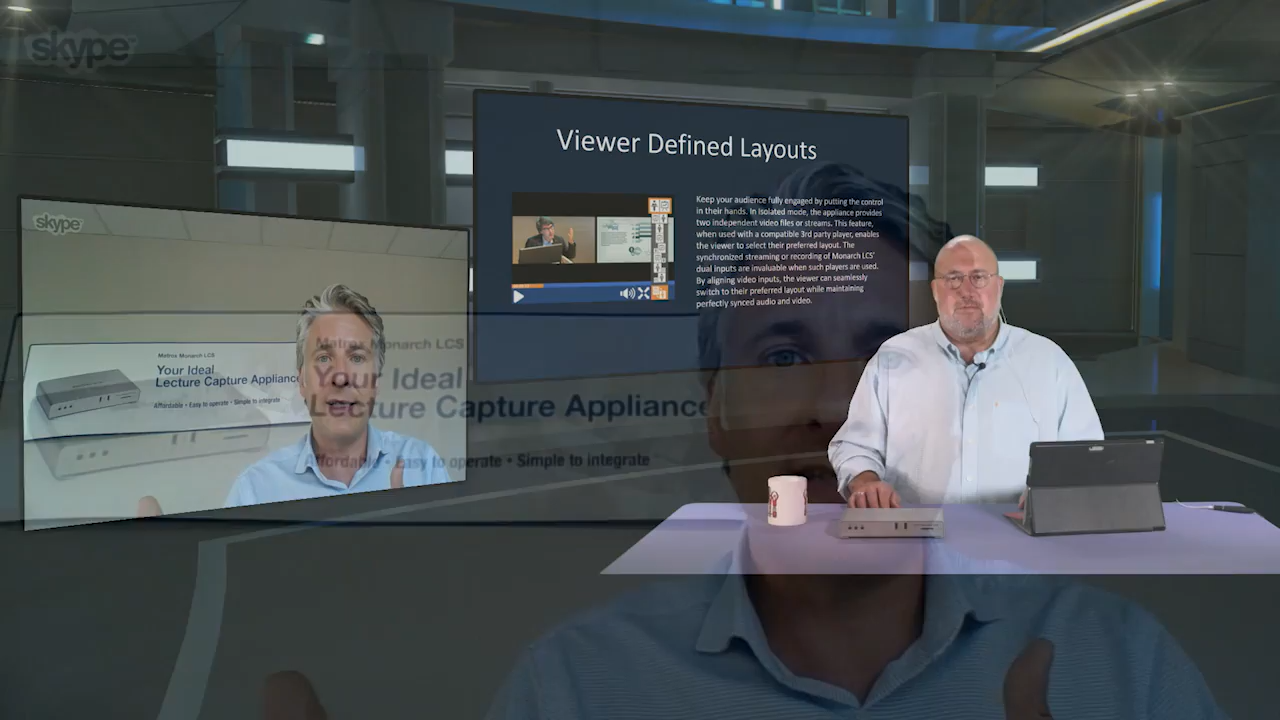 skype™
Viewer Defined Layouts
Keep your audience fully engaged by putting the control
in their hands. In isolated mode, the appliance provides
two independent video files or streams. This feature,
when used with a compatible 3rd party player, enables
the viewer to select their preferred layout. The
synchronized streaming or recording of Monarch LCS'
dual inputs are invaluable when such players are used.
By aligning video inputs, the viewer can seamlessly
switch to their preferred layout while maintaining
perfectly synced audio and video.
skype
Matrox Monarch LCS
Your Ideal
Lecture Capture Appliance
Affordable • Easy to operate • Simple to integrate
Matrox Monarch LCS
Your Ideal
Lecture Capture Appliance
Affordable • Easy to operate • Simple to integrate